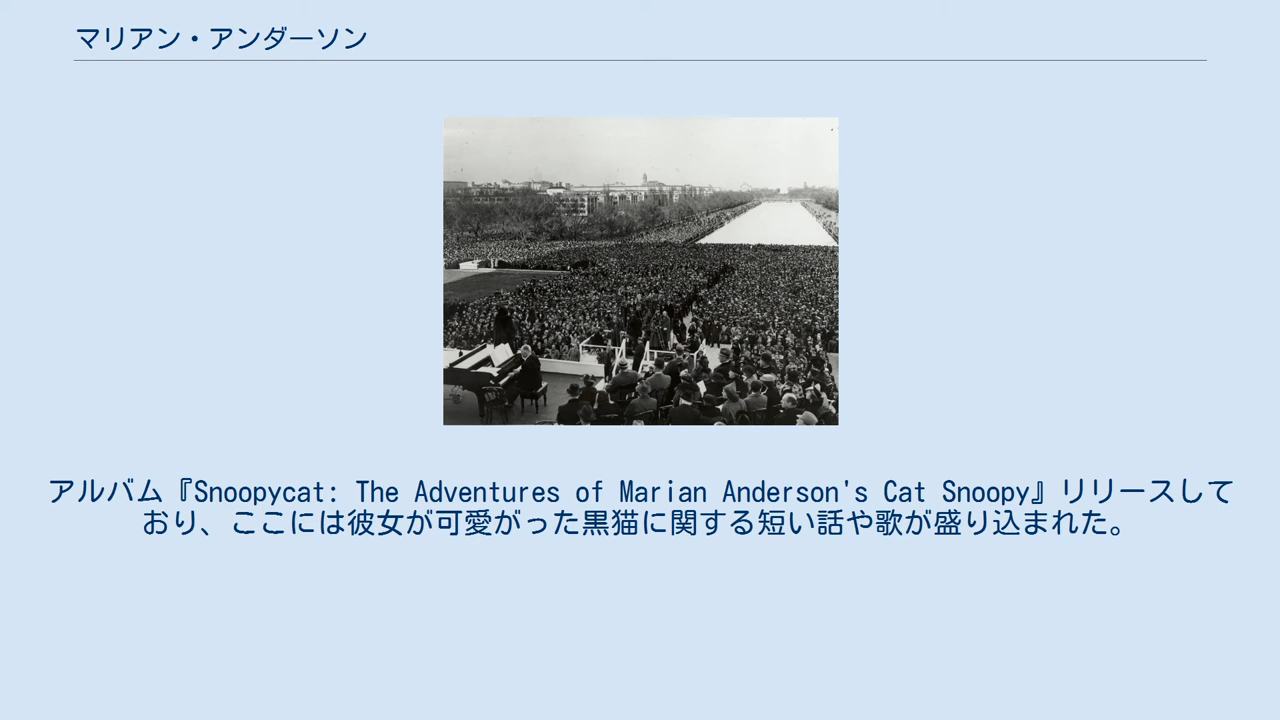 マリアン・アンダーソン
アルバム『Snoopycat: The Adventures of Marian Anderson's Cat Snoopy』リリースして
おり、ここには彼女が可愛がった黒猫に関する短い話や歌が盛り込まれた。